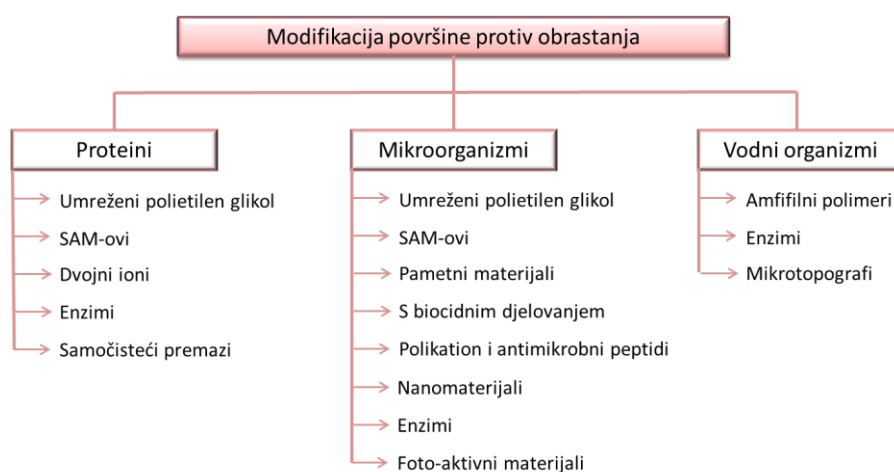 Modifikacija površine protiv obrastanja
Proteini
Umreženi polietilen glikol
SAM-ovi
Dvojni ioni
Enzimi
Samočisteći premazi
Mikroorganizmi
Umreženi polietilen glikol
SAM-ovi
Pametni materijali
S biocidnim djelovanjem
Polikation i antimikrobni peptidi
Nanomaterijali
Enzimi
Foto-aktivni materijali
Vodni organizmi
Amfifilni polimeri
Enzimi
Mikrotopografi